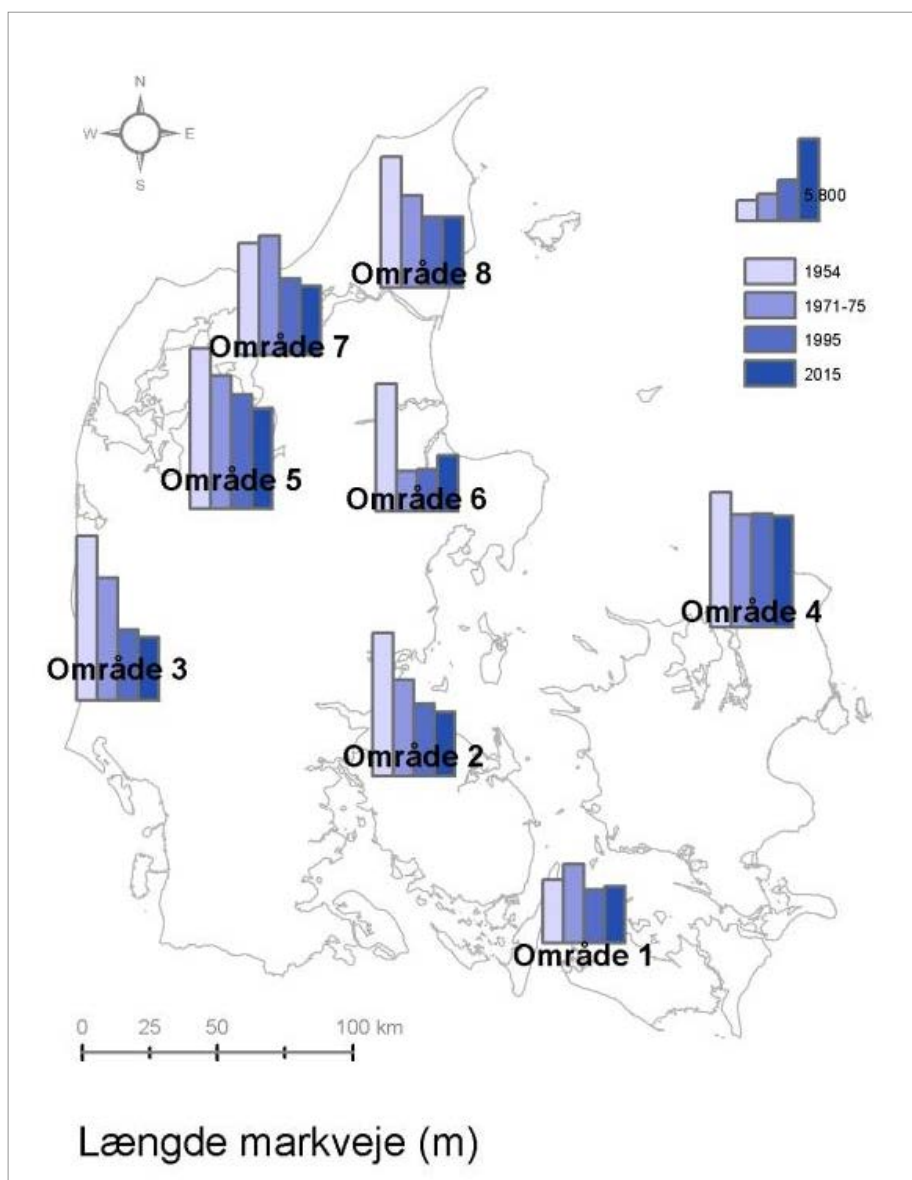 N
W E
S
5,800
1954
1971-75
1995
2015
Område 8
Område 7
Område 5
Område 6
Område 4
Område 3
Område 2
Område 1
0 25 50 100 km
Længde markveje (m)